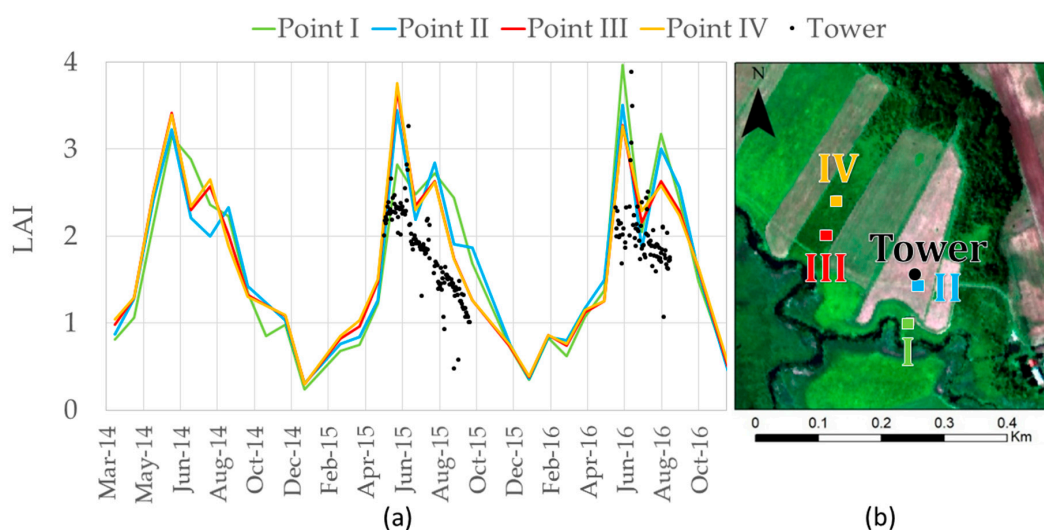 Point I Point II Point III Point IV Tower
LAI
4
3
2
1
0
Mar-14
May-14
Jun-14
Aug-14
Oct-14
Dec-14
Feb-15
Apr-15
Jun-15
Aug-15
Oct-15
Dec-15
Feb-16
Apr-16
Jun-16
Aug-16
Oct-16
(a)
N
IV
III
Tower
II
I
0 0.1 0.2 0.3 0.4
Km
(b)